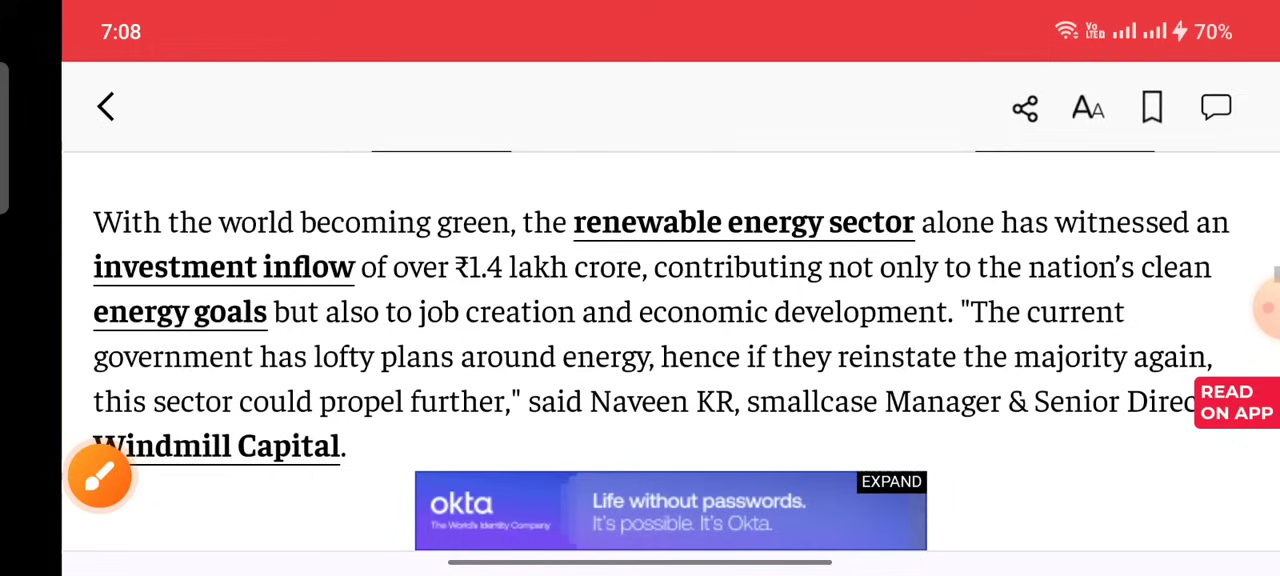 7:08 Vo LTED 70%
AA
With the world becoming green, the renewable energy sector alone has witnessed an
investment inflow of over ₹1.4 lakh crore, contributing not only to the nation’s clean
energy goals but also to job creation and economic development. "The current
government has lofty plans around energy, hence if they reinstate the majority again,
this sector could propel further," said Naveen KR, smallcase Manager & Senior Direc
READ
ON APP
Windmill Capital.
EXPAND
okta
The World's Identity Company
Life without passwords.
It's possible. It's Okta.